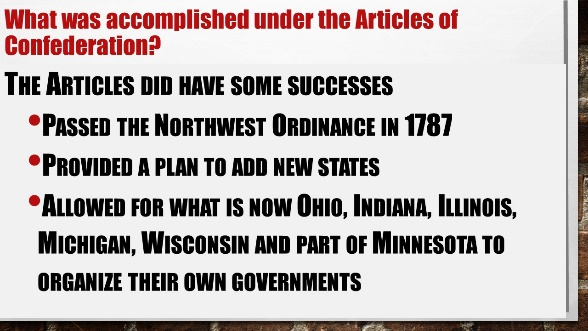 What was accomplished under the Articles of
Confederation?
The Articles did have some successes
•Passed the Northwest Ordinance in 1787
•Provided a plan to add new states
•Allowed for what is now Ohio, Indiana, Illinois,
Michigan, Wisconsin and part of Minnesota to
organize their own governments